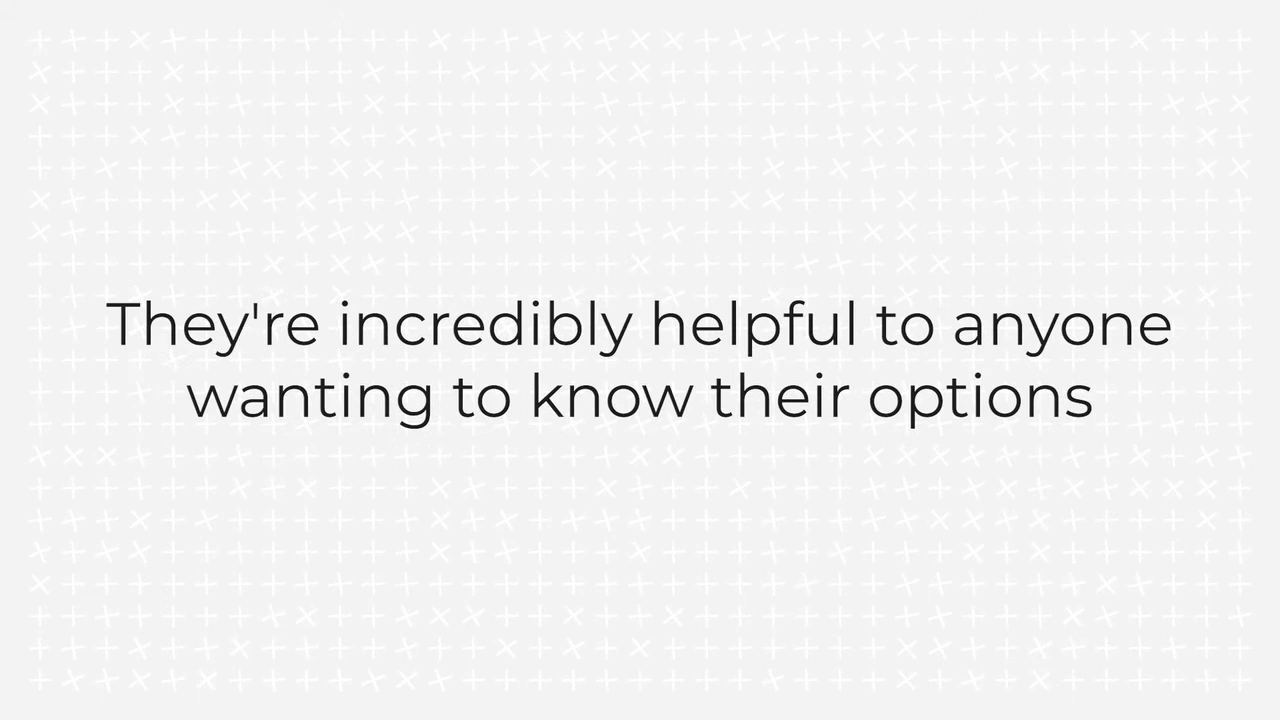 They're incredibly helpful to anyone
wanting to know their options